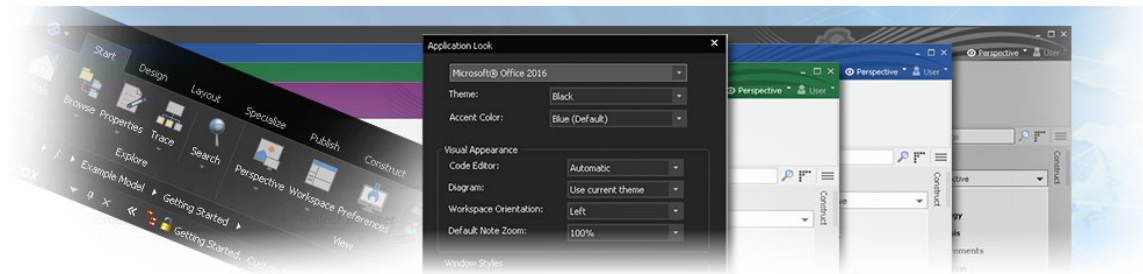 Start Design Layout Specialize Publish Construct
Browse Properties Trace Search Perspective Workspace Preferences
Explore View
Example Model Getting Started
Getting Started.
Application Look
Microsoft® Office 2016
Theme: Black
Accent Color: Blue (Default)
Visual Appearance
Code Editor: Automatic
Diagram: Use current theme
Workspace Orientation: Left
Default Note Zoom: 100%
Window Styles
Perspective User
Construct
Perspective User
Construct
Perspective User
Construct